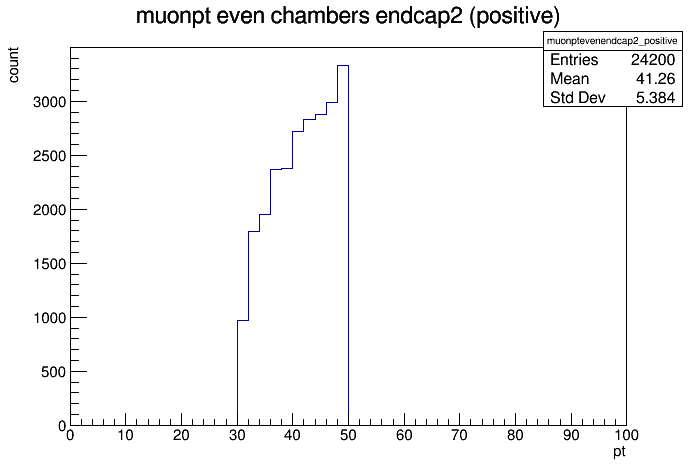 muonpt even chambers endcap2 (positive)
muonptevenendcap2_positive
Entries 24200
Mean 41.26
Std Dev 5.384
count
3000
2500
2000
1500
1000
500
0
0 10 20 30 40 50 60 70 80 90 100
pt